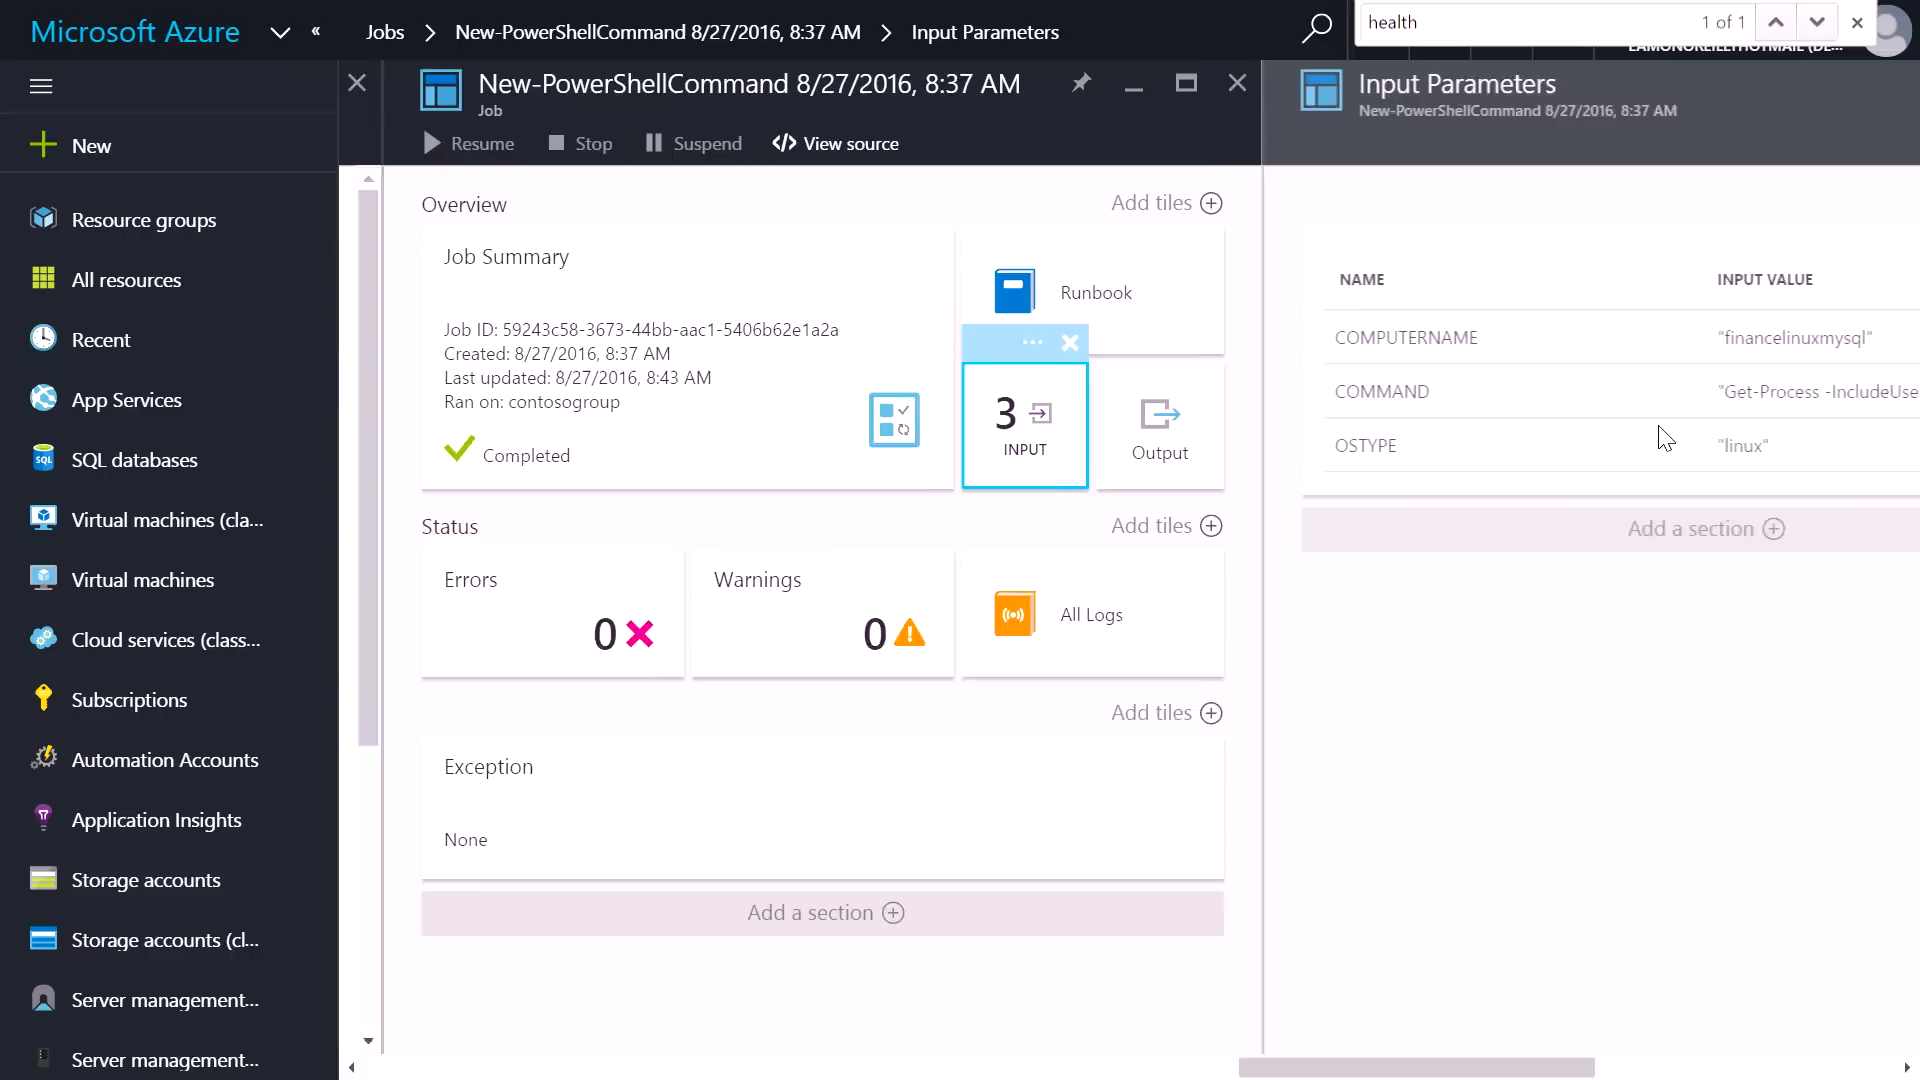 Microsoft Azure
Jobs
New-PowerShellCommand 8/27/2016, 8:37 AM
Input Parameters
health
1 of 1
New
Resource groups
All resources
Recent
App Services
SQL databases
Virtual machines (cla...
Virtual machines
Cloud services (class...
Subscriptions
Automation Accounts
Application Insights
Storage accounts
Storage accounts (cl...
Server management...
Server management...
New-PowerShellCommand 8/27/2016, 8:37 AM
Job
Resume
Stop
Suspend
View source
Overview
Add tiles
Job Summary
Job ID: 59243c58-3673-44bb-aac1-5406b62e1a2a
Created: 8/27/2016, 8:37 AM
Last updated: 8/27/2016, 8:43 AM
Ran on: contosogroup
Completed
Runbook
3
INPUT
Output
Status
Add tiles
Errors
0
Warnings
0
All Logs
Add tiles
Exception
None
Add a section
Input Parameters
New-PowerShellCommand 8/27/2016, 8:37 AM
NAME
INPUT VALUE
COMPUTERNAME
"financelinuxmysql"
COMMAND
"Get-Process -IncludeUse
OSTYPE
"linux"
Add a section